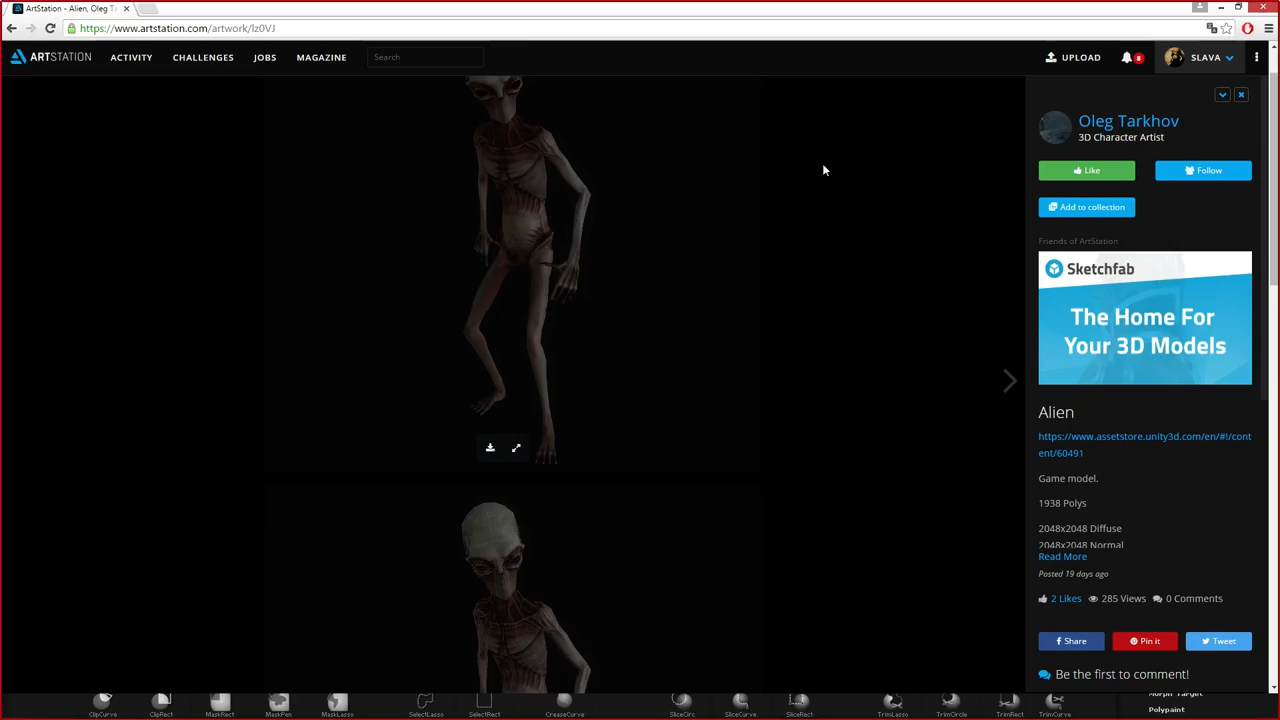 ArtStation - Alien, Oleg T
https://www.artstation.com/artwork/lz0VJ
ARTSTATION
ACTIVITY
CHALLENGES
JOBS
MAGAZINE
Search
UPLOAD
8
SLAVA
Oleg Tarkhov
3D Character Artist
Like
Follow
Add to collection
Friends of ArtStation
Sketchfab
The Home For
Your 3D Models
Alien
https://www.assetstore.unity3d.com/en/#!/cont
ent/60491
Game model.
1938 Polys
2048x2048 Diffuse
2048x2048 Normal
Read More
Posted 19 days ago
2 Likes
285 Views
0 Comments
Share
Pin it
Tweet
Be the first to comment!
Morph Target
Polypaint
ClipCurve
ClipRect
MaskRect
MaskPen
MaskLasso
SelectLasso
SelectRect
CreaseCurve
SliceCirc
SliceCurve
SliceRect
TrimLasso
TrimCircle
TrimRect
TrimCurve